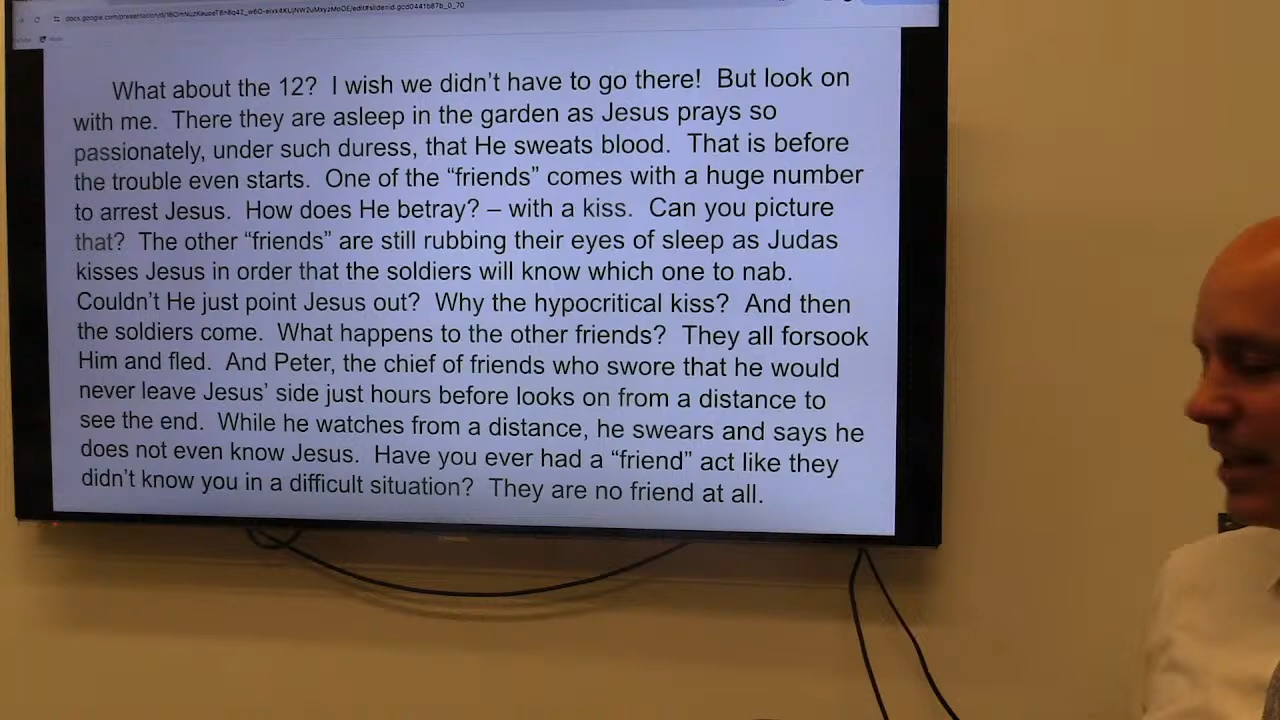 What about the 12? I wish we didn't have to go there! But look on
with me. There they are asleep in the garden as Jesus prays so
passionately, under such duress, that He sweats blood. That is before
the trouble even starts. One of the “friends” comes with a huge number
to arrest Jesus. How does He betray? – with a kiss. Can you picture
that? The other “friends” are still rubbing their eyes of sleep as Judas
kisses Jesus in order that the soldiers will know which one to nab.
Couldn't He just point Jesus out? Why the hypocritical kiss? And then
the soldiers come. What happens to the other friends? They all forsook
Him and fled. And Peter, the chief of friends who swore that he would
never leave Jesus' side just hours before looks on from a distance to
see the end. While he watches from a distance, he swears and says he
does not even know Jesus. Have you ever had a “friend” act like they
didn't know you in a difficult situation? They are no friend at all.